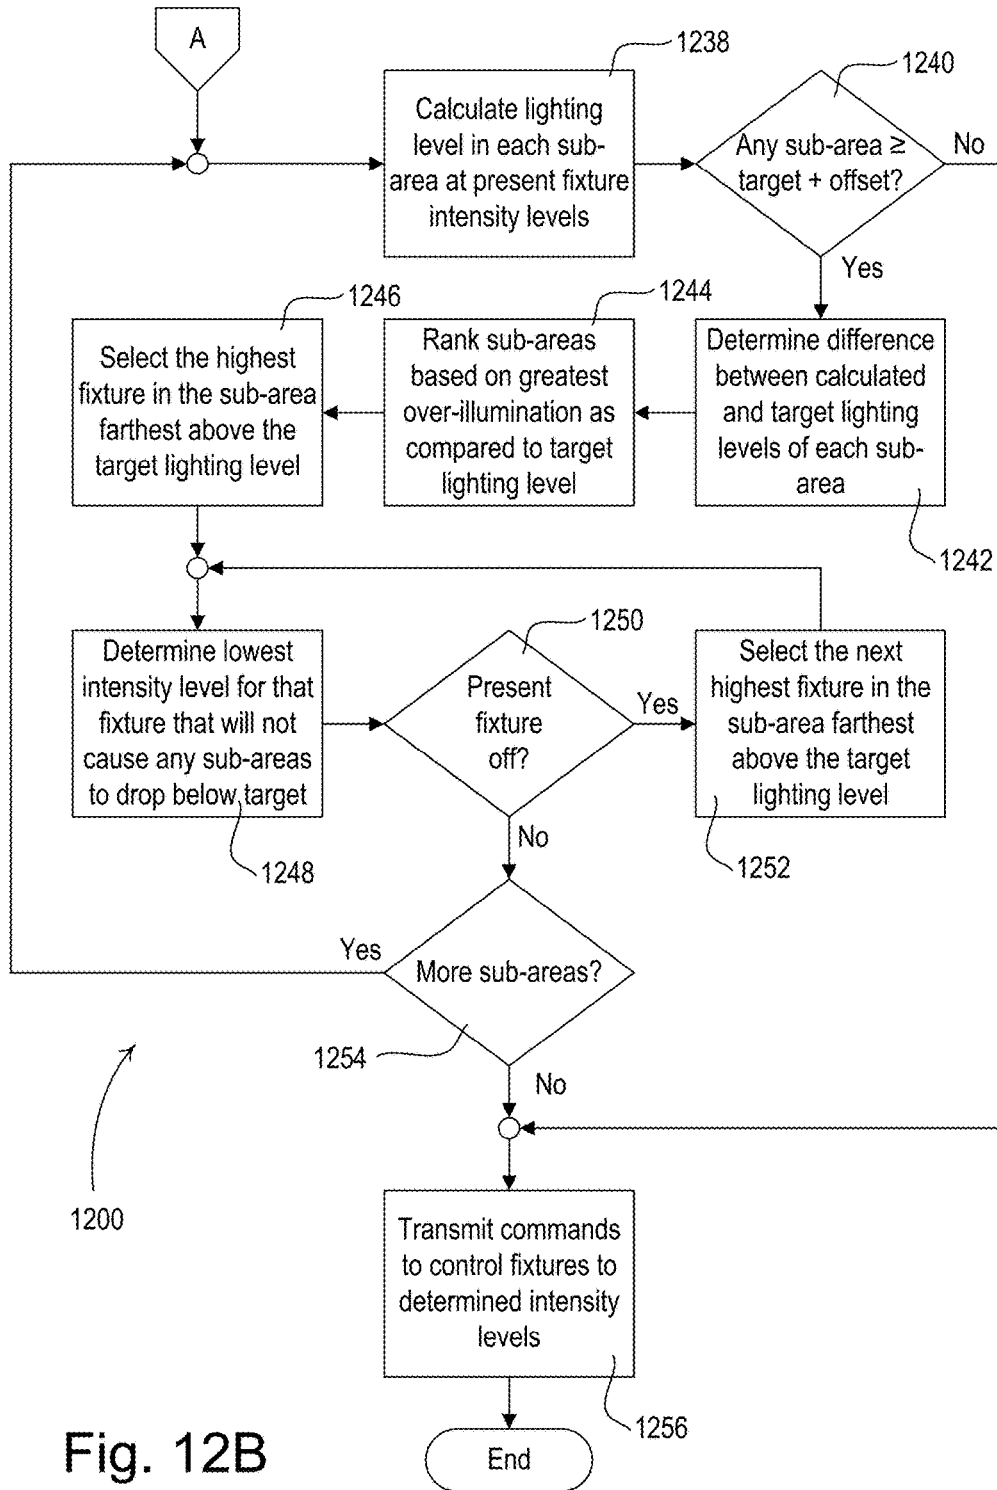 A
1238
Calculate lighting
level in each sub-
area at present fixture
intensity levels
1240
Any sub-area ≥
target + offset?
No
Yes
1246
Select the highest
fixture in the sub-area
farthest above the
target lighting level
1244
Rank sub-areas
based on greatest
over-illumination as
compared to target
lighting level
Determine difference
between calculated
and target lighting
levels of each sub-
area
1242
Determine lowest
intensity level for that
fixture that will not
cause any sub-areas
to drop below target
1248
1250
Present
fixture
off?
Yes
No
Select the next
highest fixture in the
sub-area farthest
above the target
lighting level
1252
Yes
More sub-areas?
1254
No
1200
Transmit commands
to control fixtures to
determined intensity
levels
1256
End
Fig. 12B